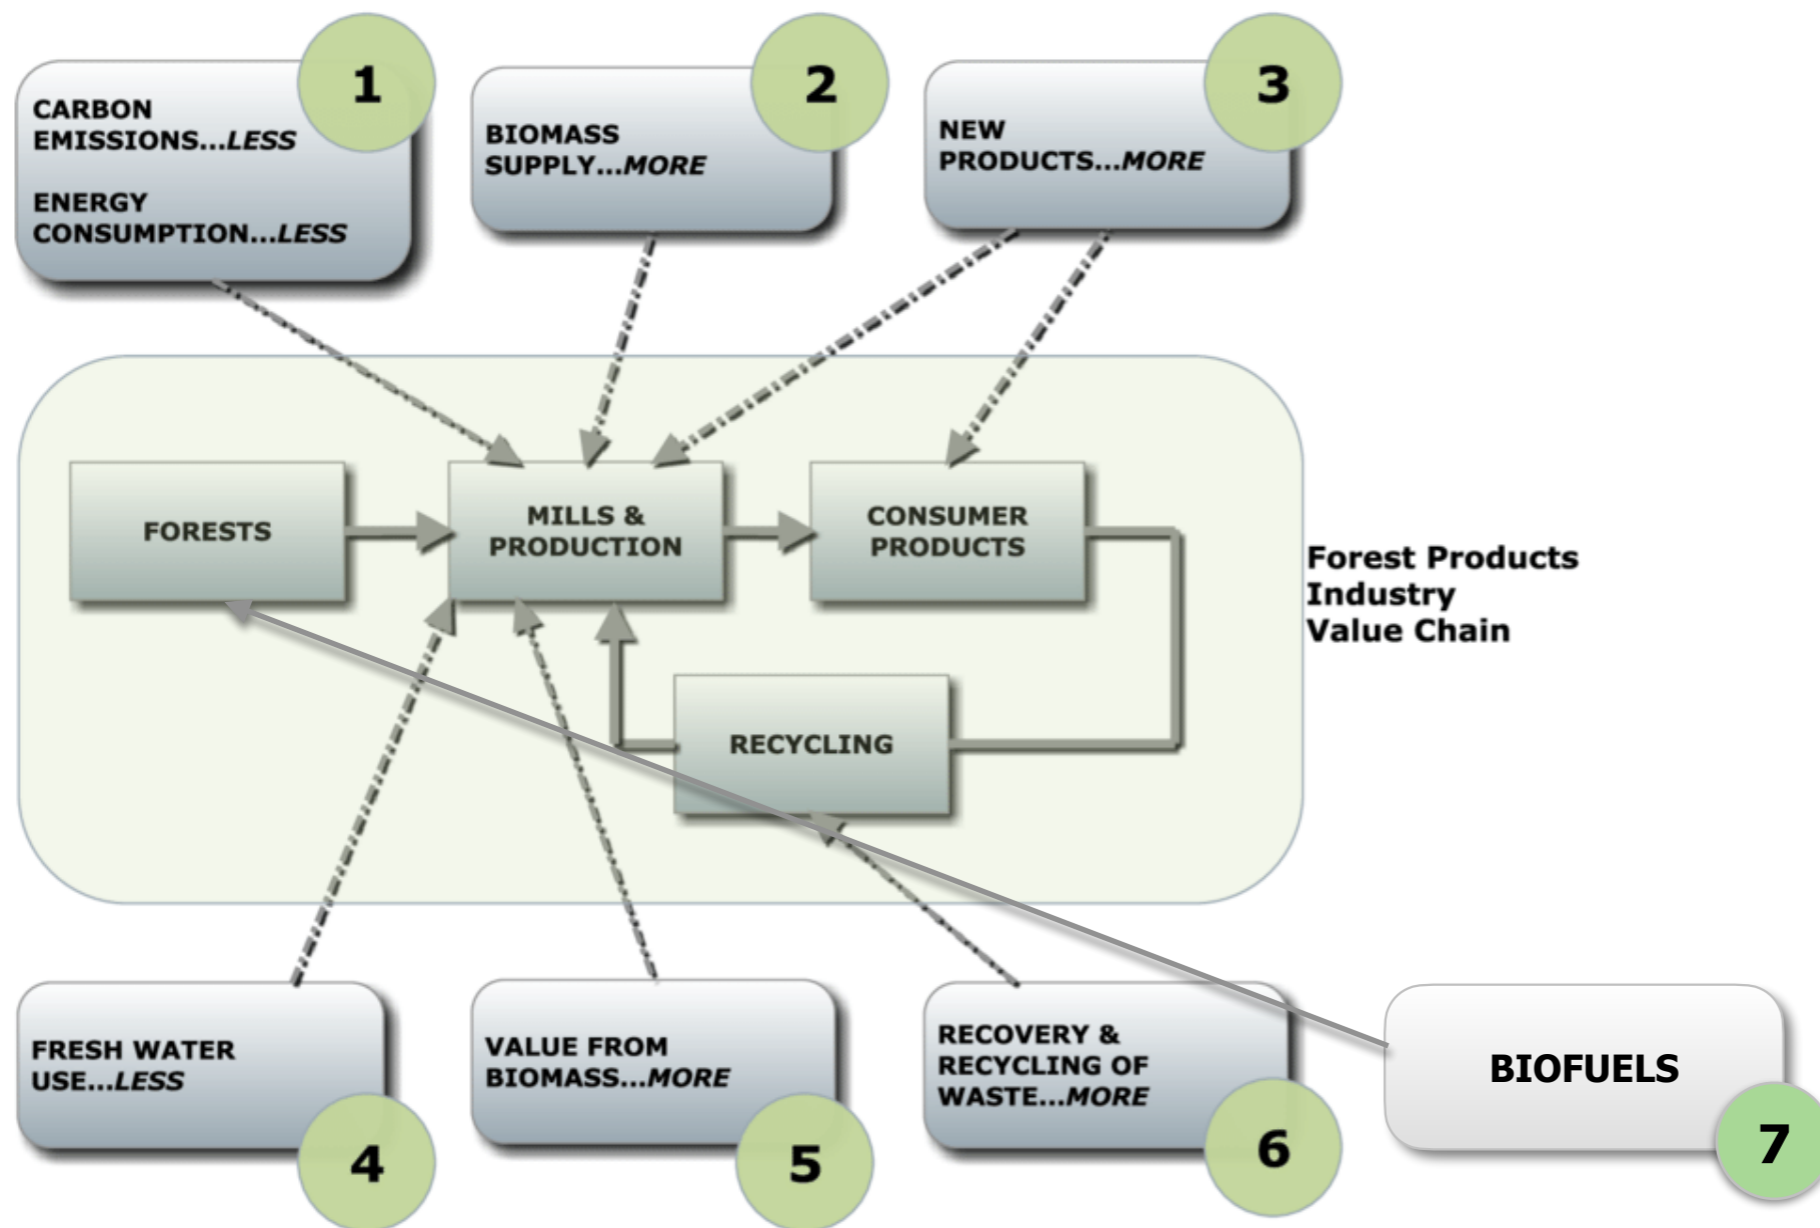 1
CARBON
EMISSIONS...LESS
ENERGY
CONSUMPTION...LESS
2
BIOMASS
SUPPLY...MORE
3
NEW
PRODUCTS...MORE
FORESTS
MILLS &
PRODUCTION
CONSUMER
PRODUCTS
RECYCLING
Forest Products
Industry
Value Chain
FRESH WATER
USE...LESS
4
VALUE FROM
BIOMASS...MORE
5
RECOVERY &
RECYCLING OF
WASTE...MORE
6
BIOFUELS
7